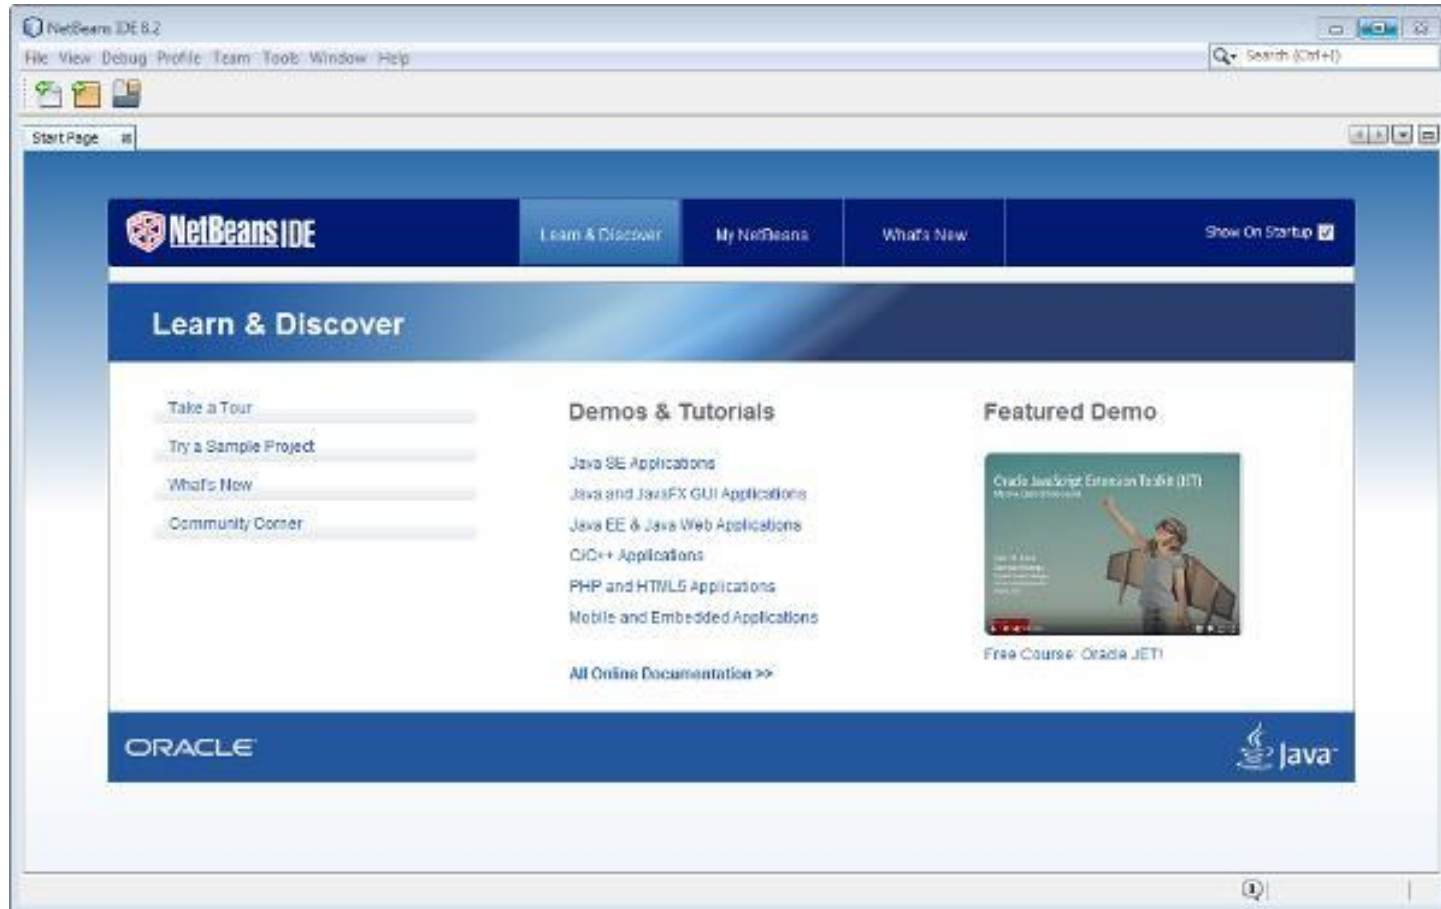 NetBeans IDE 8.2
File View Debug Profile Team Tools Window Help
Search (Ctrl+I)
Start Page
NetBeans IDE
Learn & Discover
My NetBeans
What's New
Show On Startup
Learn & Discover
Take a Tour
Try a Sample Project
What's New
Community Corner
Demos & Tutorials
Java SE Applications
Java and JavaFX GUI Applications
Java EE & Java Web Applications
C/C++ Applications
PHP and HTML5 Applications
Mobile and Embedded Applications
All Online Documentation >>
Featured Demo
Oracle JavaScript Extension Toolkit (JET)
Free Course: Oracle JET!
ORACLE
Java
1